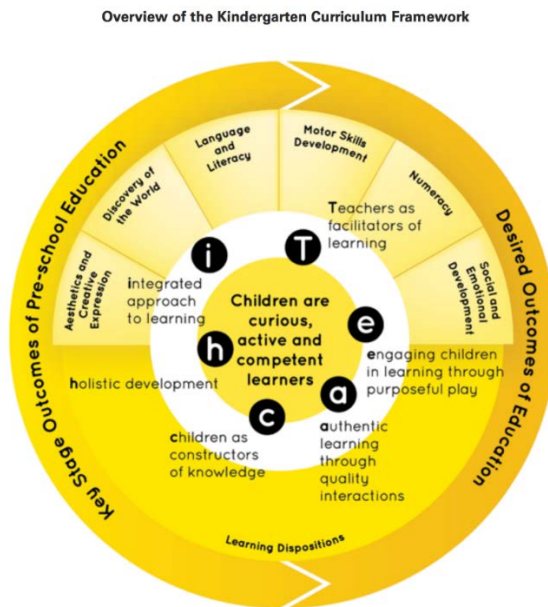 Overview of the Kindergarten Curriculum Framework
Key Stage Outcomes of Pre-school Education
Desired Outcomes of Education
Aesthetics and
Creative
Expression
Discovery of
the World
Language
and
Literacy
Motor Skills
Development
Numeracy
Social and
Emotional
Development
i
T
e
a
c
h
Teachers as
facilitators of
learning
engaging children
in learning through
purposeful play
authentic
learning
through
quality
interactions
children as
constructors
of knowledge
holistic development
integrated
approach
to learning
Children are
curious,
active and
competent
learners
Learning Dispositions